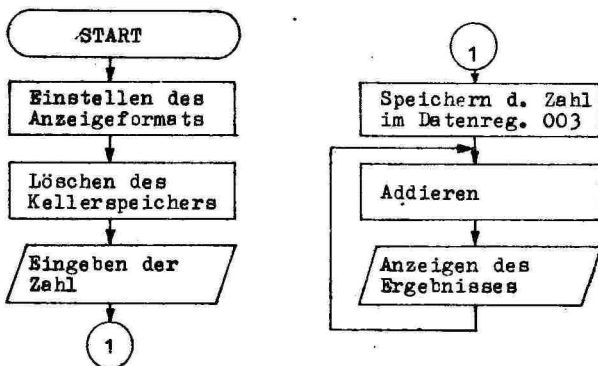 START
Einstellen des
Anzeigeformats
Löschen des
Kellerspeichers
Eingeben der
Zahl
1
1
Speichern d. Zahl
im Datenreg. 003
Addieren
Anzeigen des
Ergebnisses